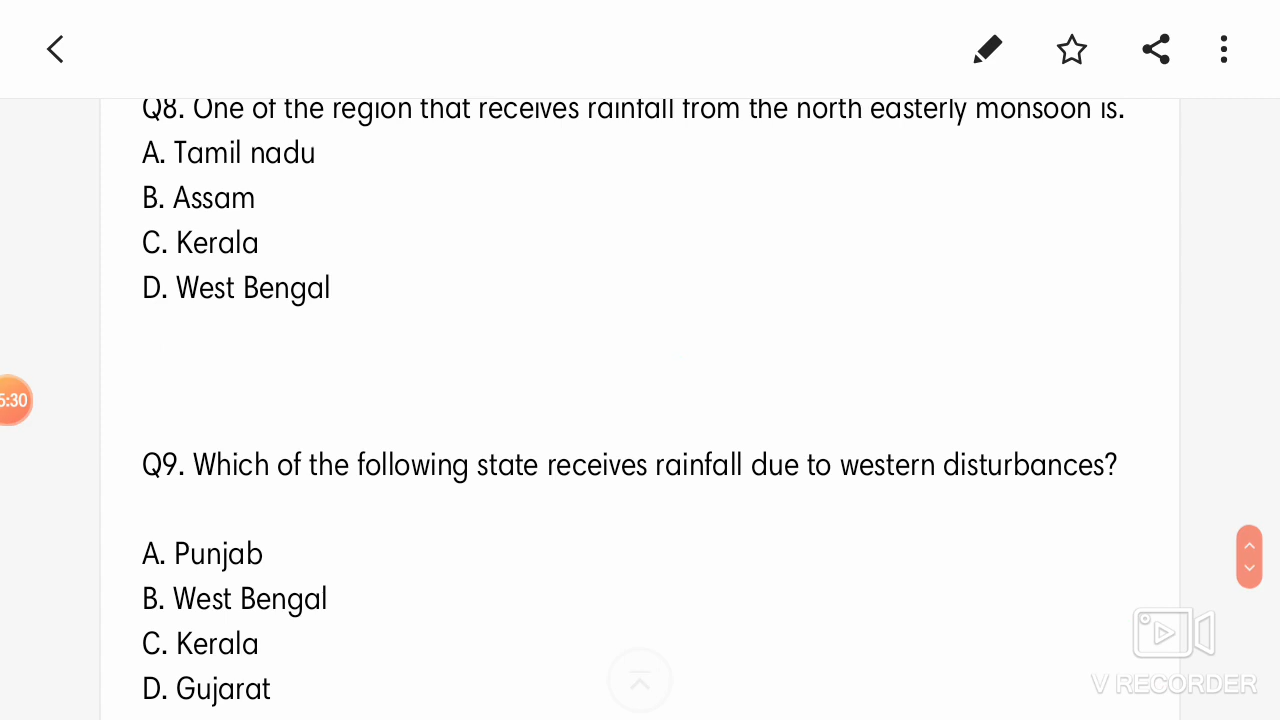 Q8. One of the region that receives rainfall from the north easterly monsoon is.
A. Tamil nadu
B. Assam
C. Kerala
D. West Bengal
5:30
Q9. Which of the following state receives rainfall due to western disturbances?
A. Punjab
B. West Bengal
C. Kerala
D. Gujarat
V RECORDER